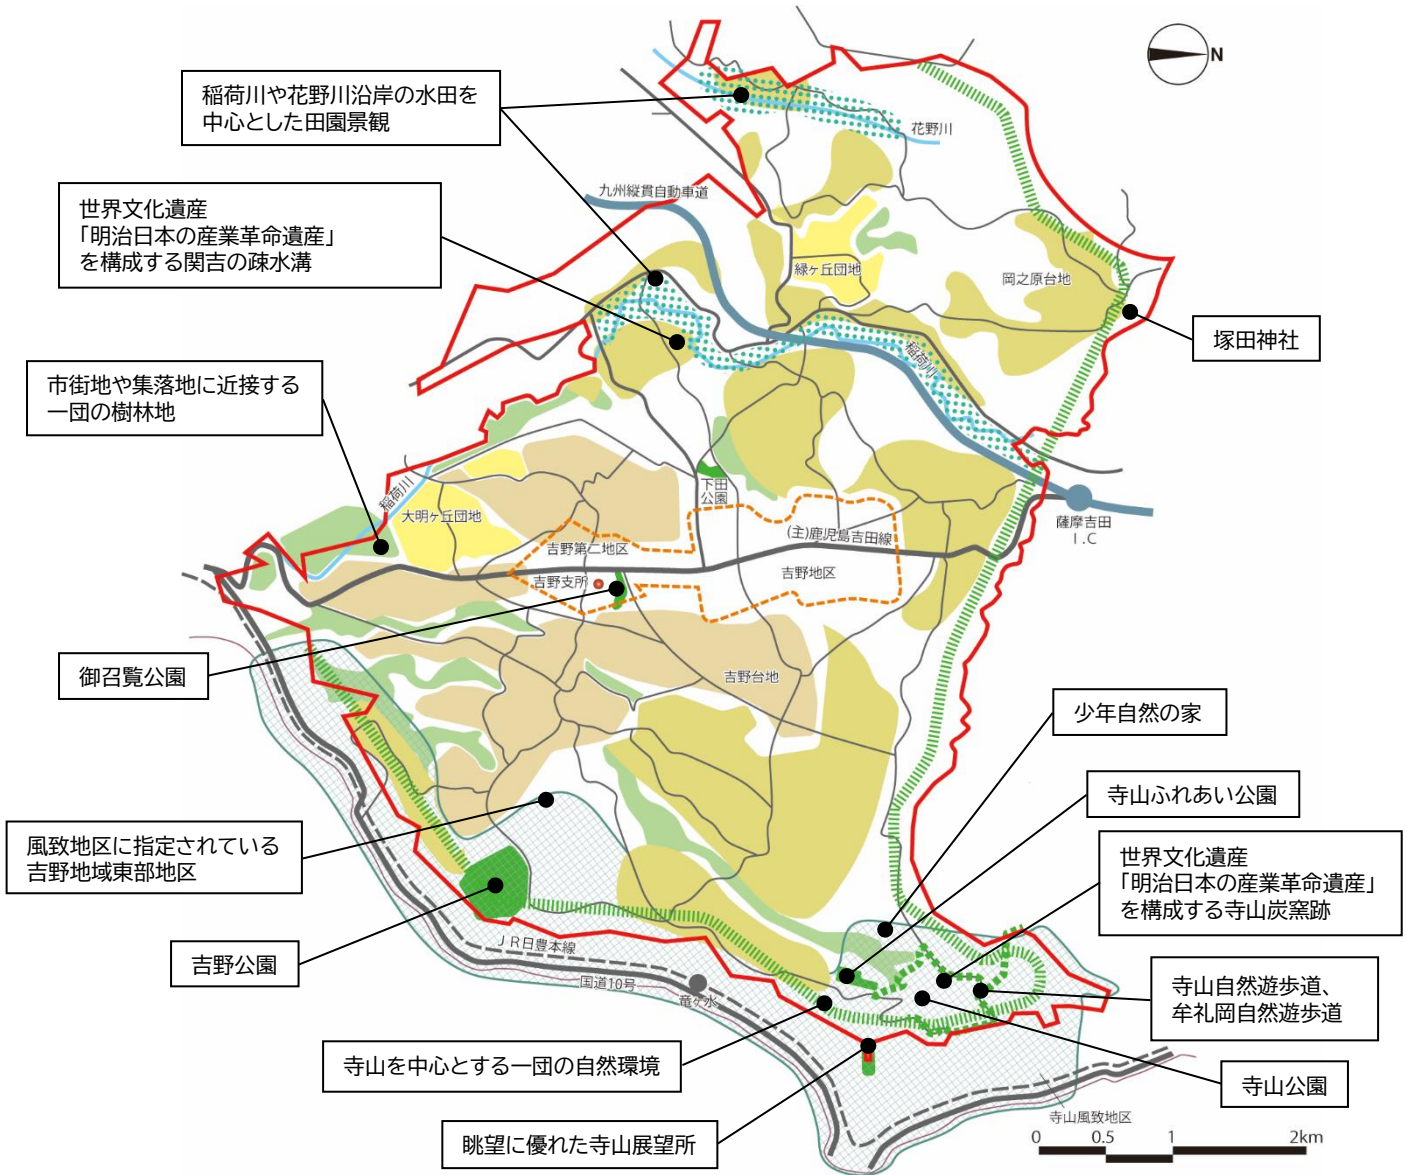 N
稲荷川や花野川沿岸の水田を
中心とした田園景観
花野川
世界文化遺産
「明治日本の産業革命遺産」
を構成する関吉の疎水溝
九州縦貫自動車道
緑ヶ丘団地
岡之原台地
塚田神社
稲荷川
市街地や集落地に近接する
一団の樹林地
稲荷川
大明ヶ丘団地
下田
公園
薩摩吉田
I.C
(主)鹿児島吉田線
吉野第二地区
吉野支所
吉野地区
御召覧公園
吉野台地
少年自然の家
寺山ふれあい公園
風致地区に指定されている
吉野地域東部地区
世界文化遺産
「明治日本の産業革命遺産」
を構成する寺山炭窯跡
吉野公園
JR日豊本線
国道10号
竜ヶ水
寺山自然遊歩道、
牟礼岡自然遊歩道
寺山を中心とする一団の自然環境
寺山公園
眺望に優れた寺山展望所
寺山風致地区
0 0.5 1 2km